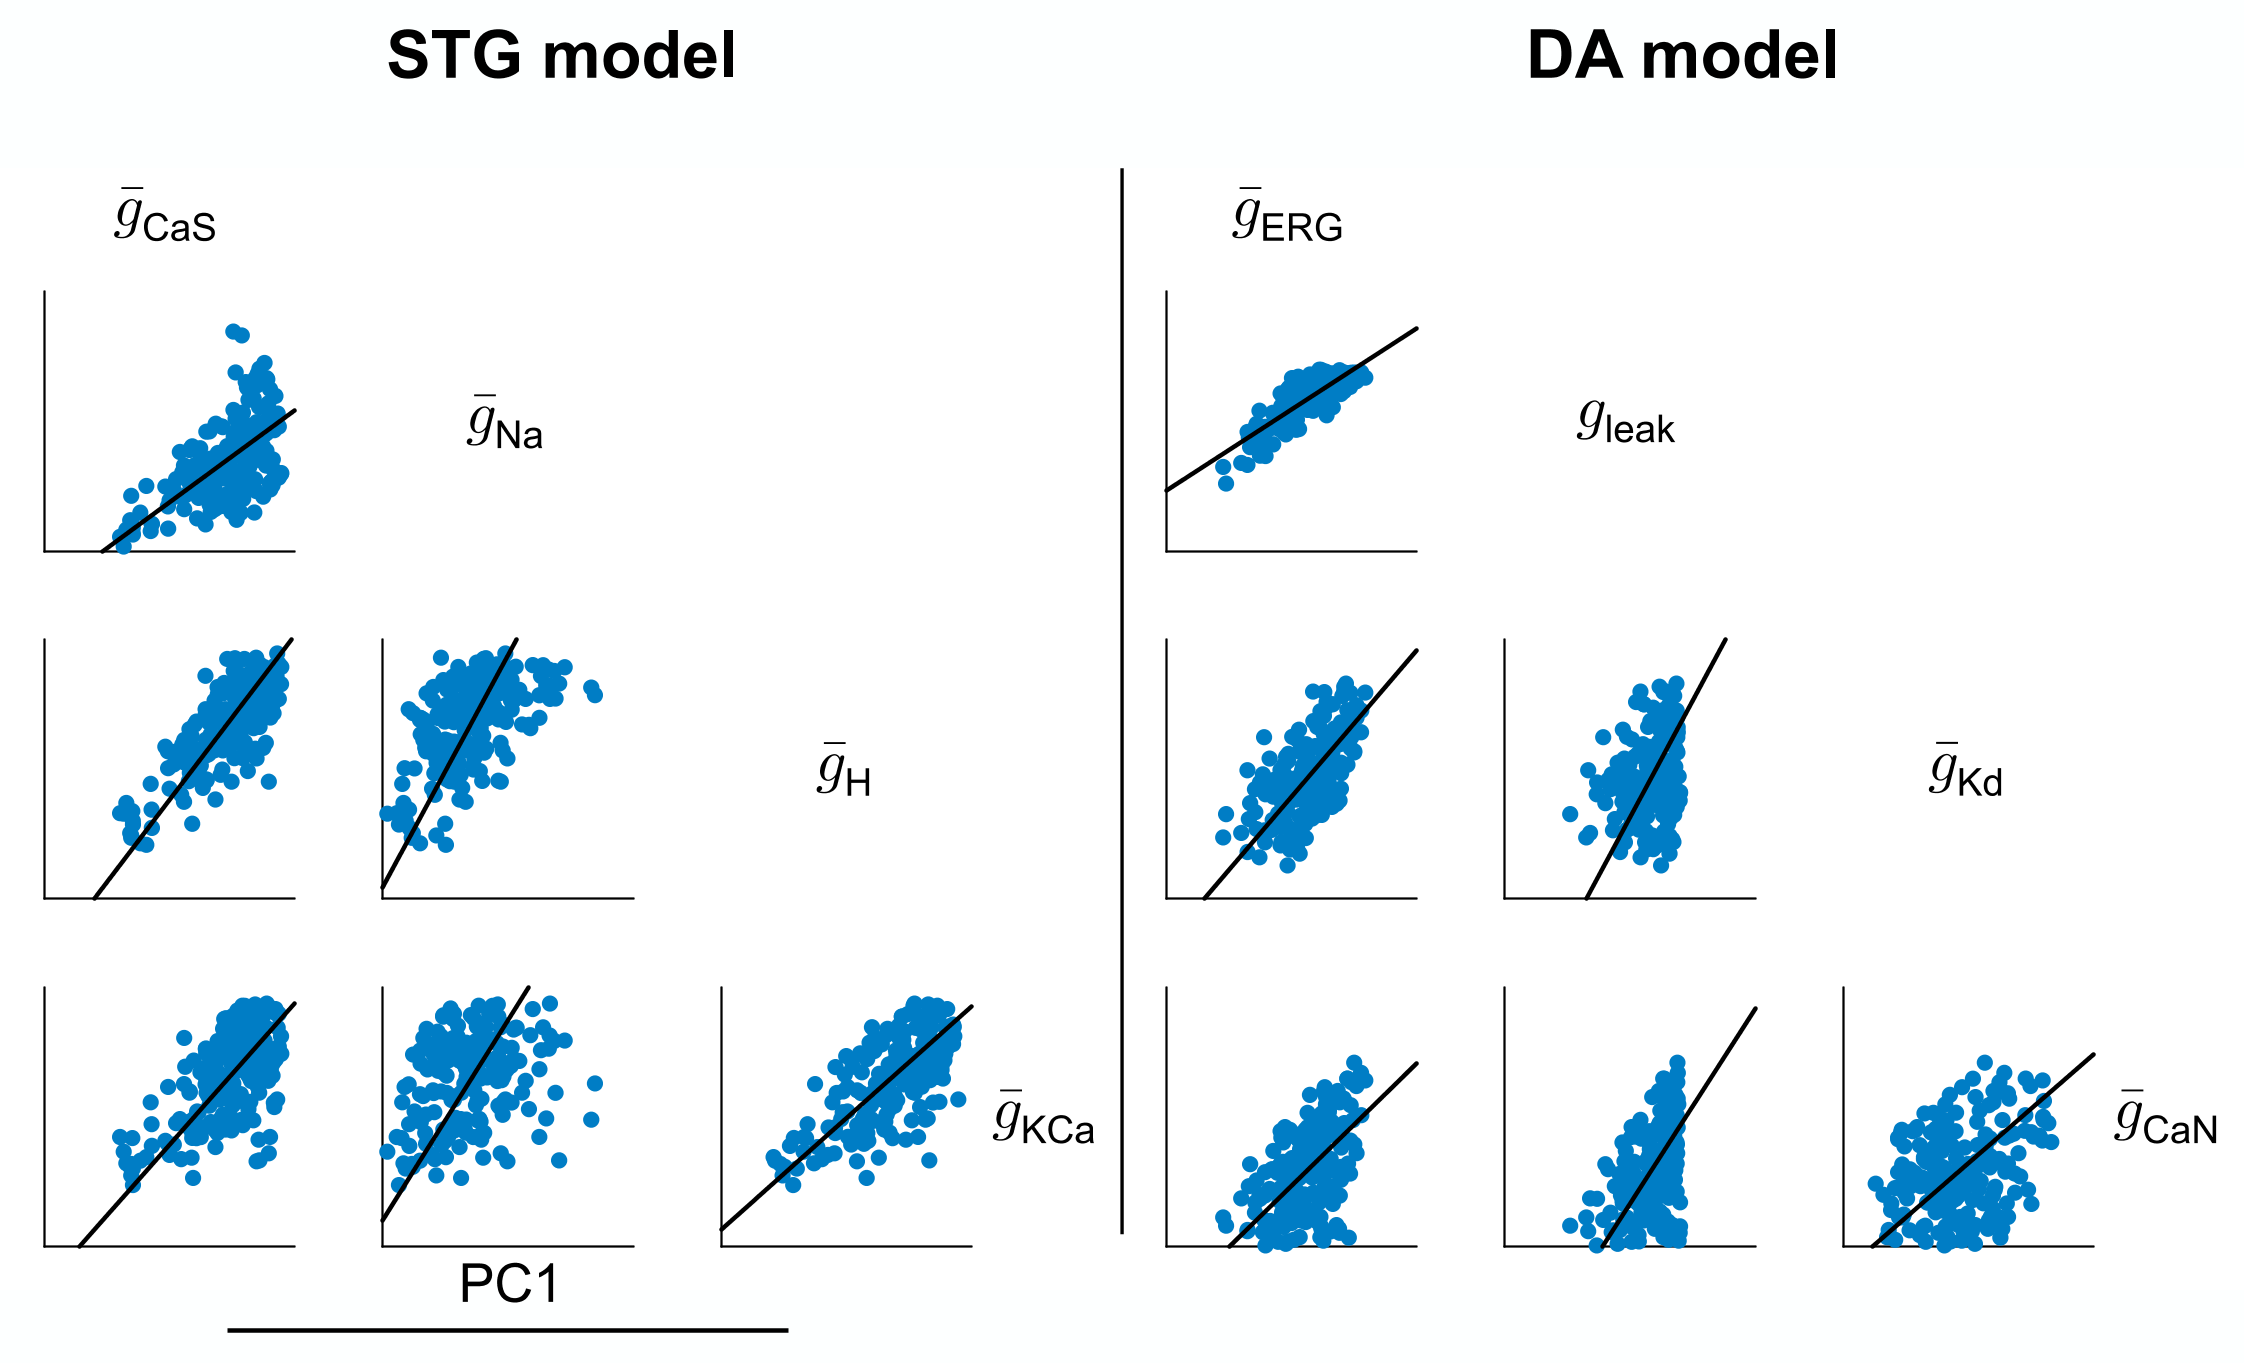 STG model
DA model
ḡCaS
ḡERG
ḡNa
gleak
ḡH
ḡKd
ḡKCa
ḡCaN
PC1